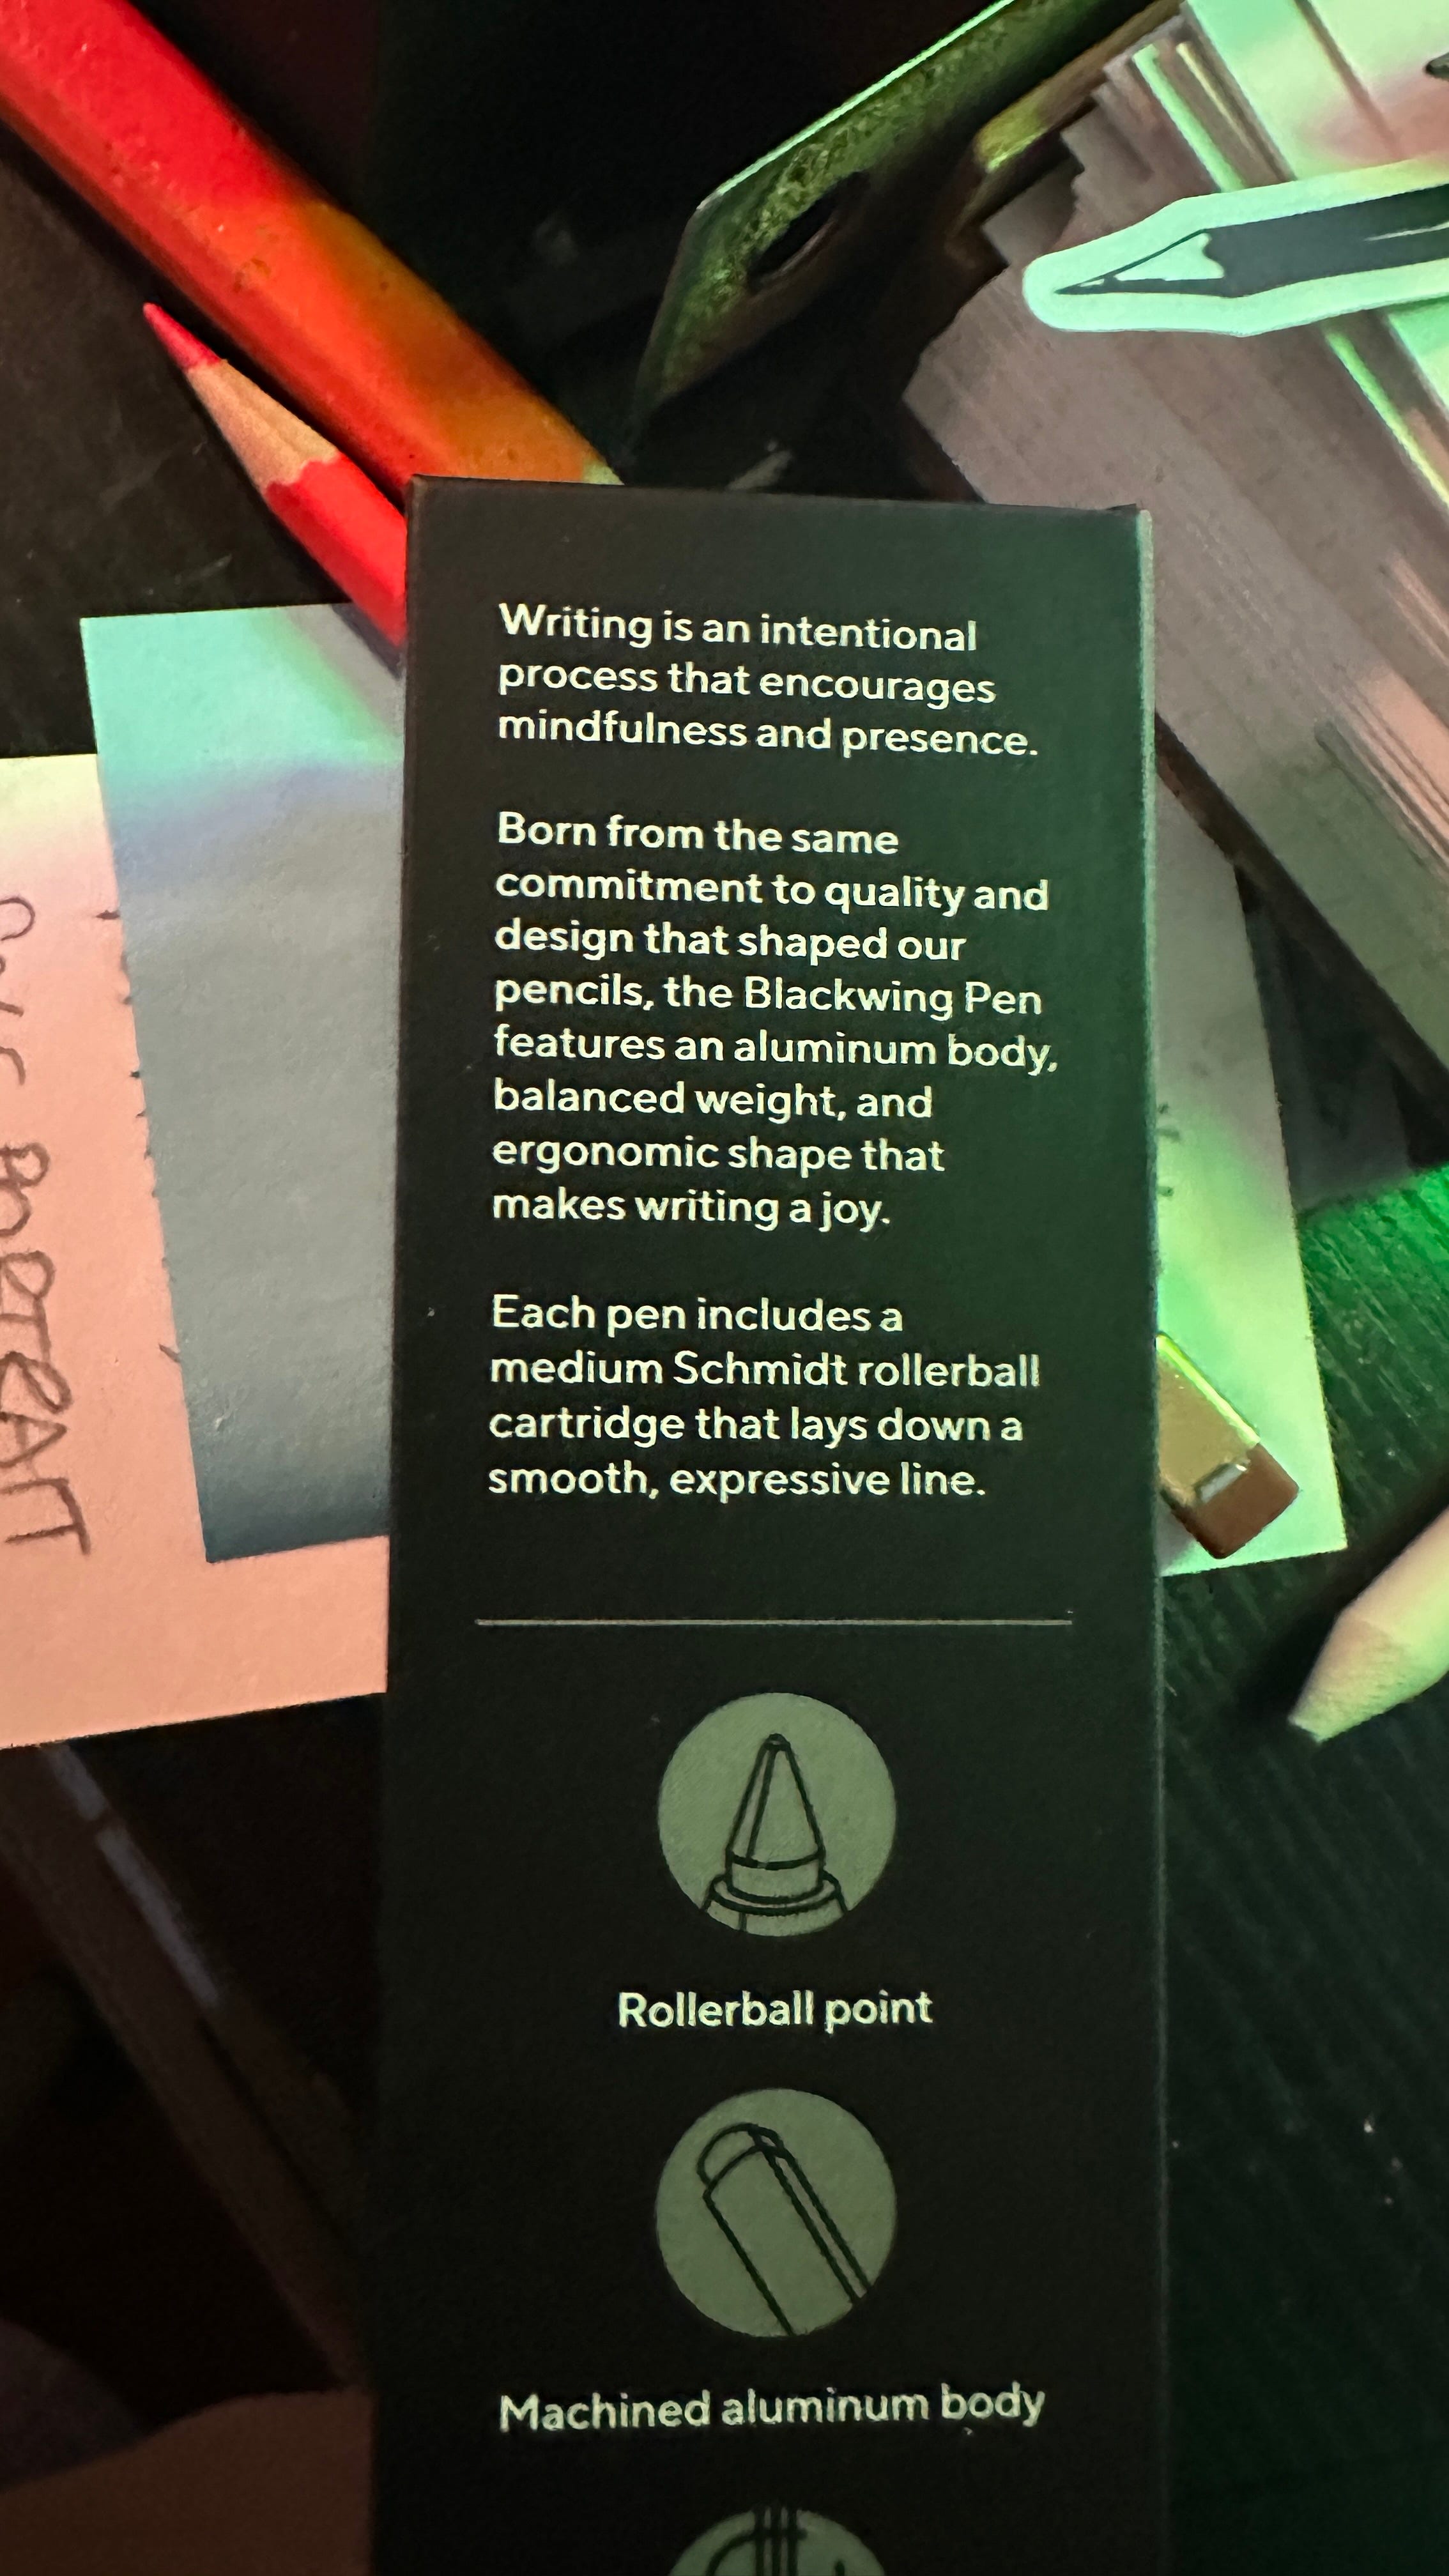 Writing is an intentional
process that encourages
mindfulness and presence.
Born from the same
commitment to quality and
design that shaped our
pencils, the Blackwing Pen
features an aluminum body,
balanced weight, and
ergonomic shape that
makes writing a joy.
Each pen includes a
medium Schmidt rollerball
cartridge that lays down a
smooth, expressive line.
Rollerball point
Machined aluminum body